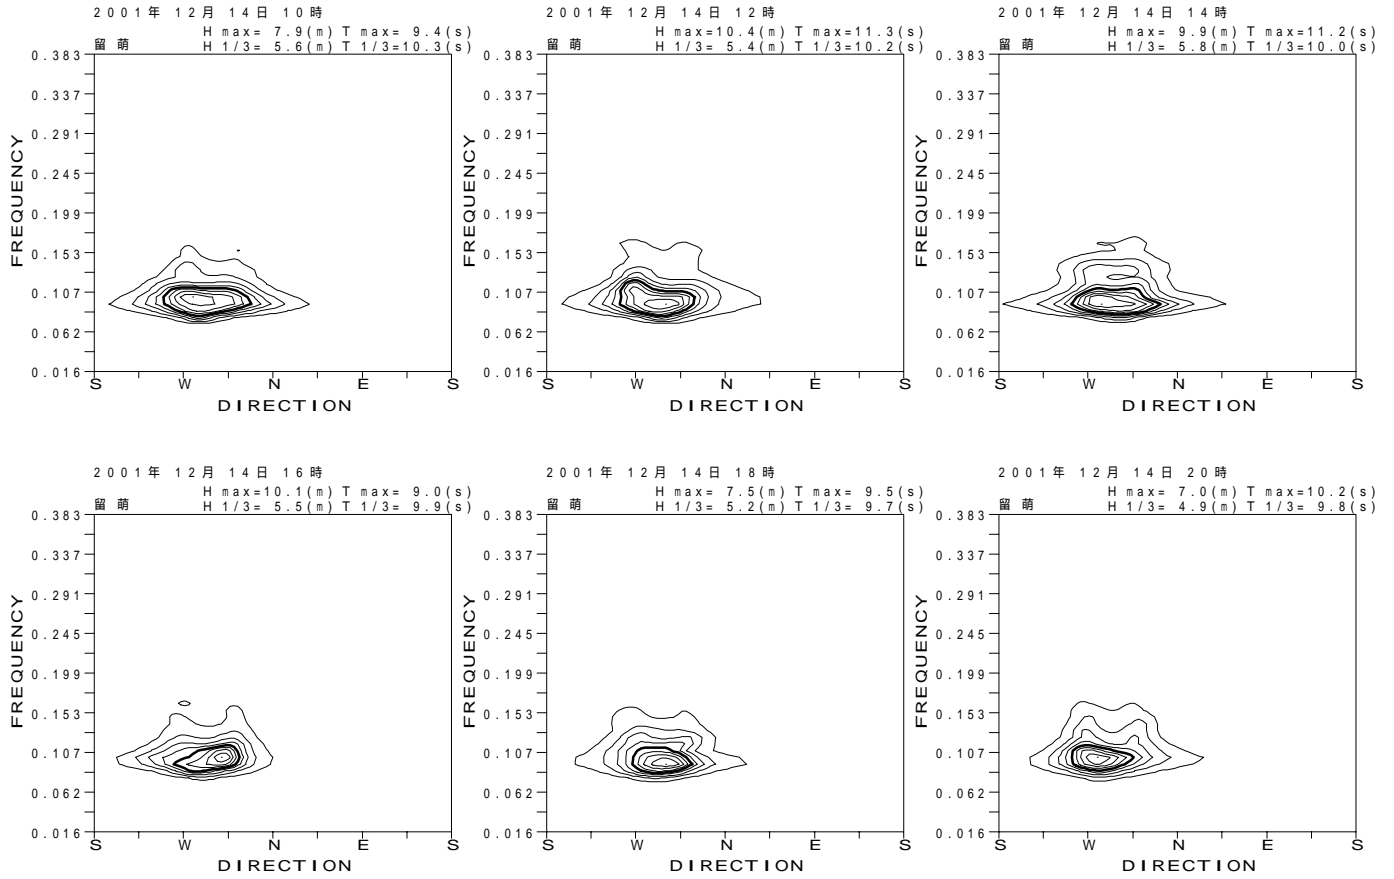 2001年 12月 14日 10時
H max= 7.9(m) T max= 9.4(s)
留 萌 H 1/3= 5.6(m) T 1/3=10.3(s)
0.383
0.337
0.291
0.245
0.199
0.153
0.107
0.062
0.016
FREQUENCY
S W N E S
DIRECTION
2001年 12月 14日 12時
H max=10.4(m) T max=11.3(s)
留 萌 H 1/3= 5.4(m) T 1/3=10.2(s)
0.383
0.337
0.291
0.245
0.199
0.153
0.107
0.062
0.016
FREQUENCY
S W N E S
DIRECTION
2001年 12月 14日 14時
H max= 9.9(m) T max=11.2(s)
留 萌 H 1/3= 5.8(m) T 1/3=10.0(s)
0.383
0.337
0.291
0.245
0.199
0.153
0.107
0.062
0.016
FREQUENCY
S W N E S
DIRECTION
2001年 12月 14日 16時
H max=10.1(m) T max= 9.0(s)
留 萌 H 1/3= 5.5(m) T 1/3= 9.9(s)
0.383
0.337
0.291
0.245
0.199
0.153
0.107
0.062
0.016
FREQUENCY
S W N E S
DIRECTION
2001年 12月 14日 18時
H max= 7.5(m) T max= 9.5(s)
留 萌 H 1/3= 5.2(m) T 1/3= 9.7(s)
0.383
0.337
0.291
0.245
0.199
0.153
0.107
0.062
0.016
FREQUENCY
S W N E S
DIRECTION
2001年 12月 14日 20時
H max= 7.0(m) T max=10.2(s)
留 萌 H 1/3= 4.9(m) T 1/3= 9.8(s)
0.383
0.337
0.291
0.245
0.199
0.153
0.107
0.062
0.016
FREQUENCY
S W N E S
DIRECTION